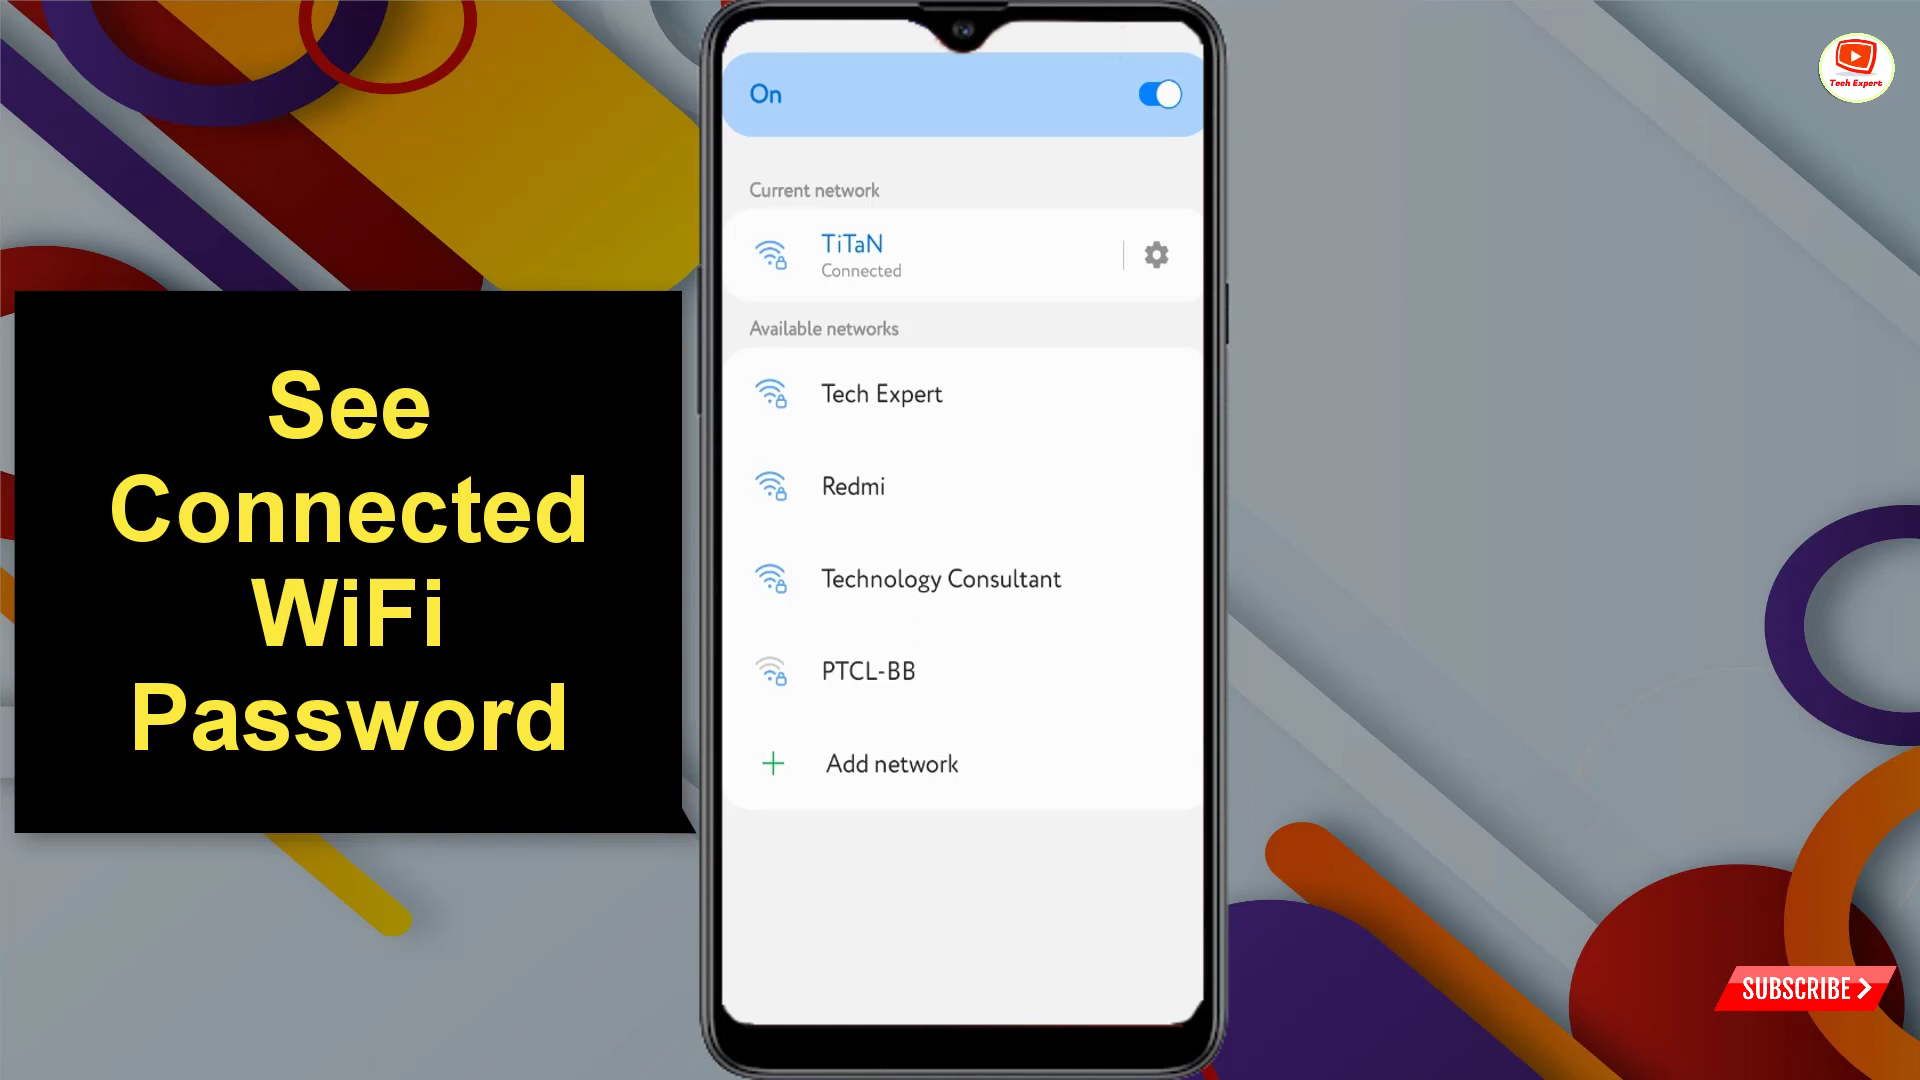 See
Connected
WiFi
Password
On
Current network
TiTaN
Connected
Available networks
Tech Expert
Redmi
Technology Consultant
PTCL-BB
+ Add network
Tech Expert
SUBSCRIBE >